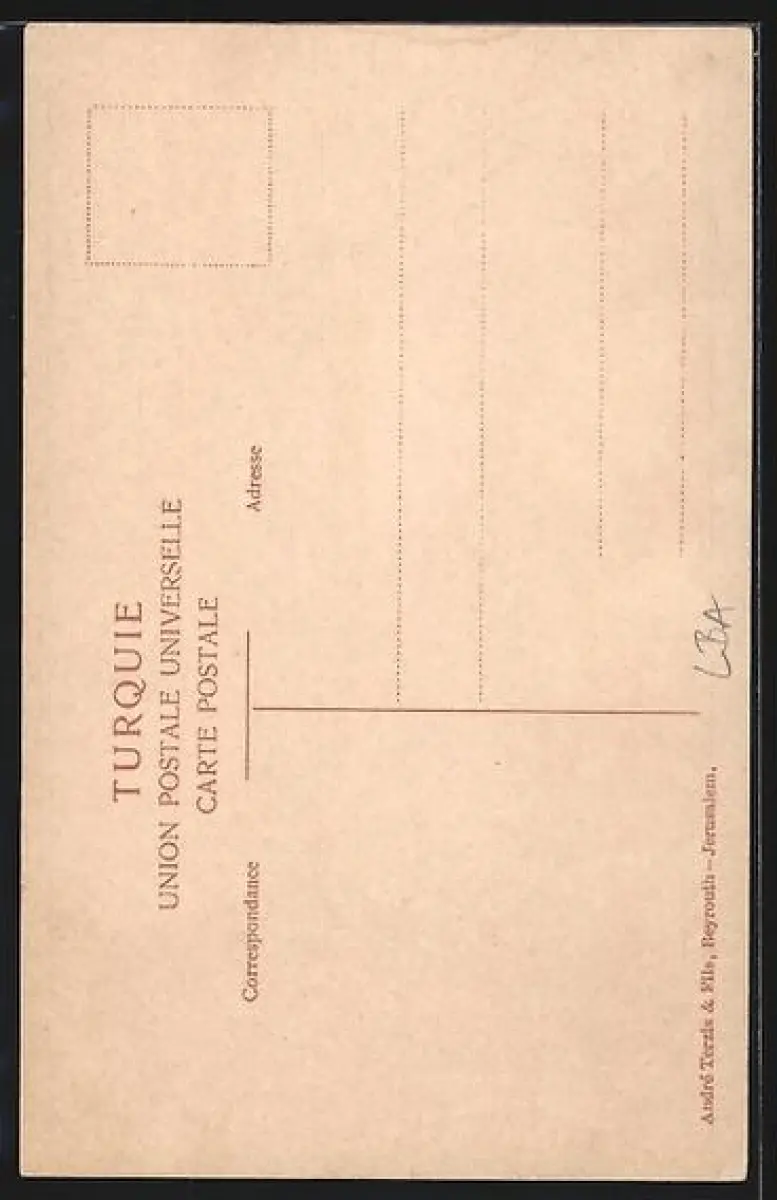 TURQUIE
UNION POSTALE UNIVERSELLE
CARTE POSTALE
Correspondance
Adresse
André Terzis & Fils, Beyrouth – Jerusalem.
LBA